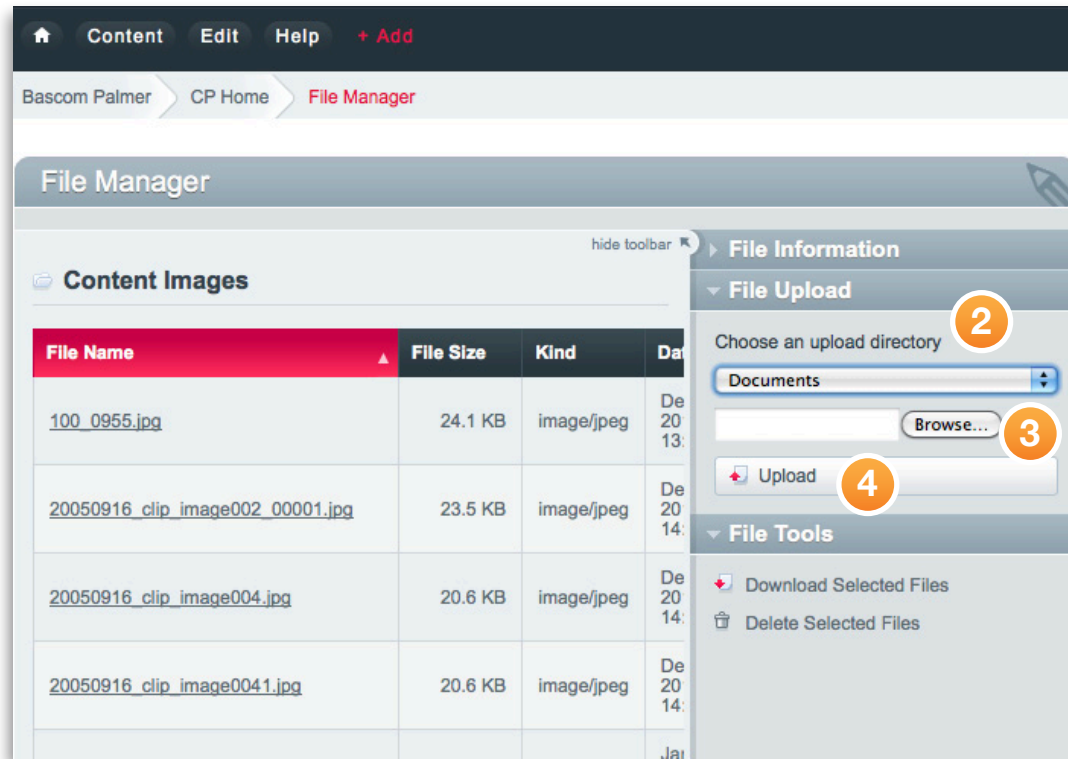 Content Edit Help + Add
Bascom Palmer CP Home File Manager
File Manager
hide toolbar
Content Images
File Name File Size Kind
100_0955.jpg 24.1 KB image/jpeg
20050916_clip_image002_00001.jpg 23.5 KB image/jpeg
20050916_clip_image004.jpg 20.6 KB image/jpeg
20050916_clip_image0041.jpg 20.6 KB image/jpeg
File Information
File Upload
2
Choose an upload directory
Documents
Browse... 3
Upload 4
File Tools
Download Selected Files
Delete Selected Files